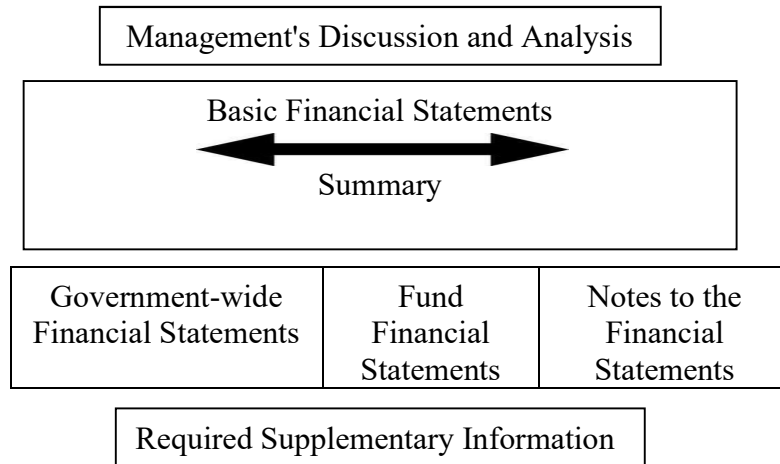 Management's Discussion and Analysis
Basic Financial Statements
Summary
Government-wide
Financial Statements
Fund
Financial
Statements
Notes to the
Financial
Statements
Required Supplementary Information